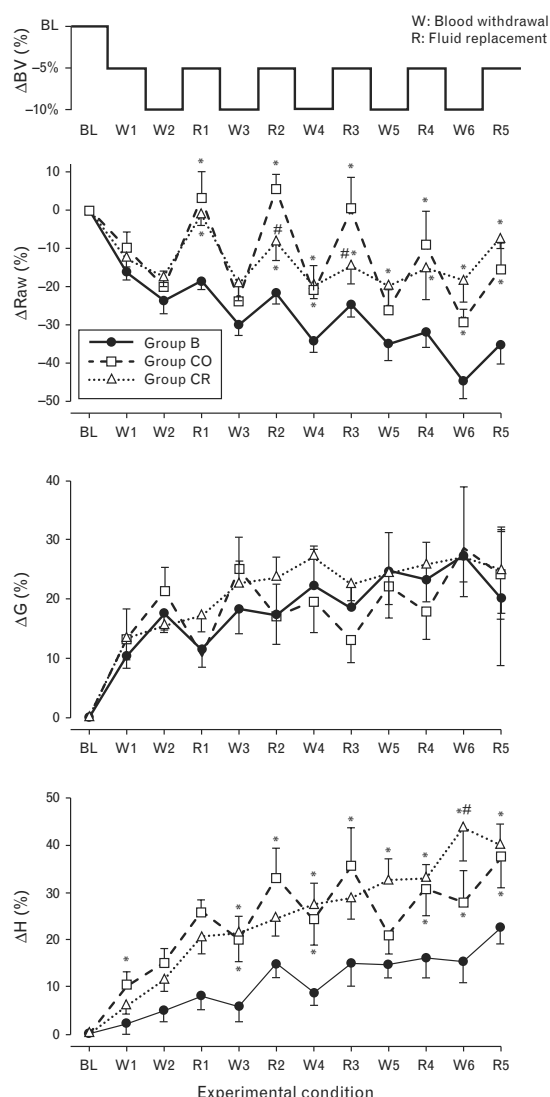 W: Blood withdrawal
R: Fluid replacement
ΔBV (%)
BL
−5%
−10%
BL W1 W2 R1 W3 R2 W4 R3 W5 R4 W6 R5
ΔRaw (%)
10
0
−10
−20
−30
−40
−50
* * * * * # * * * #* * * * * * * *
Group B
Group CO
Group CR
BL W1 W2 R1 W3 R2 W4 R3 W5 R4 W6 R5
ΔG (%)
40
30
20
10
0
BL W1 W2 R1 W3 R2 W4 R3 W5 R4 W6 R5
ΔH (%)
50
40
30
20
10
0
* * * * * * * * * * *# * * *
BL W1 W2 R1 W3 R2 W4 R3 W5 R4 W6 R5
Experimental condition